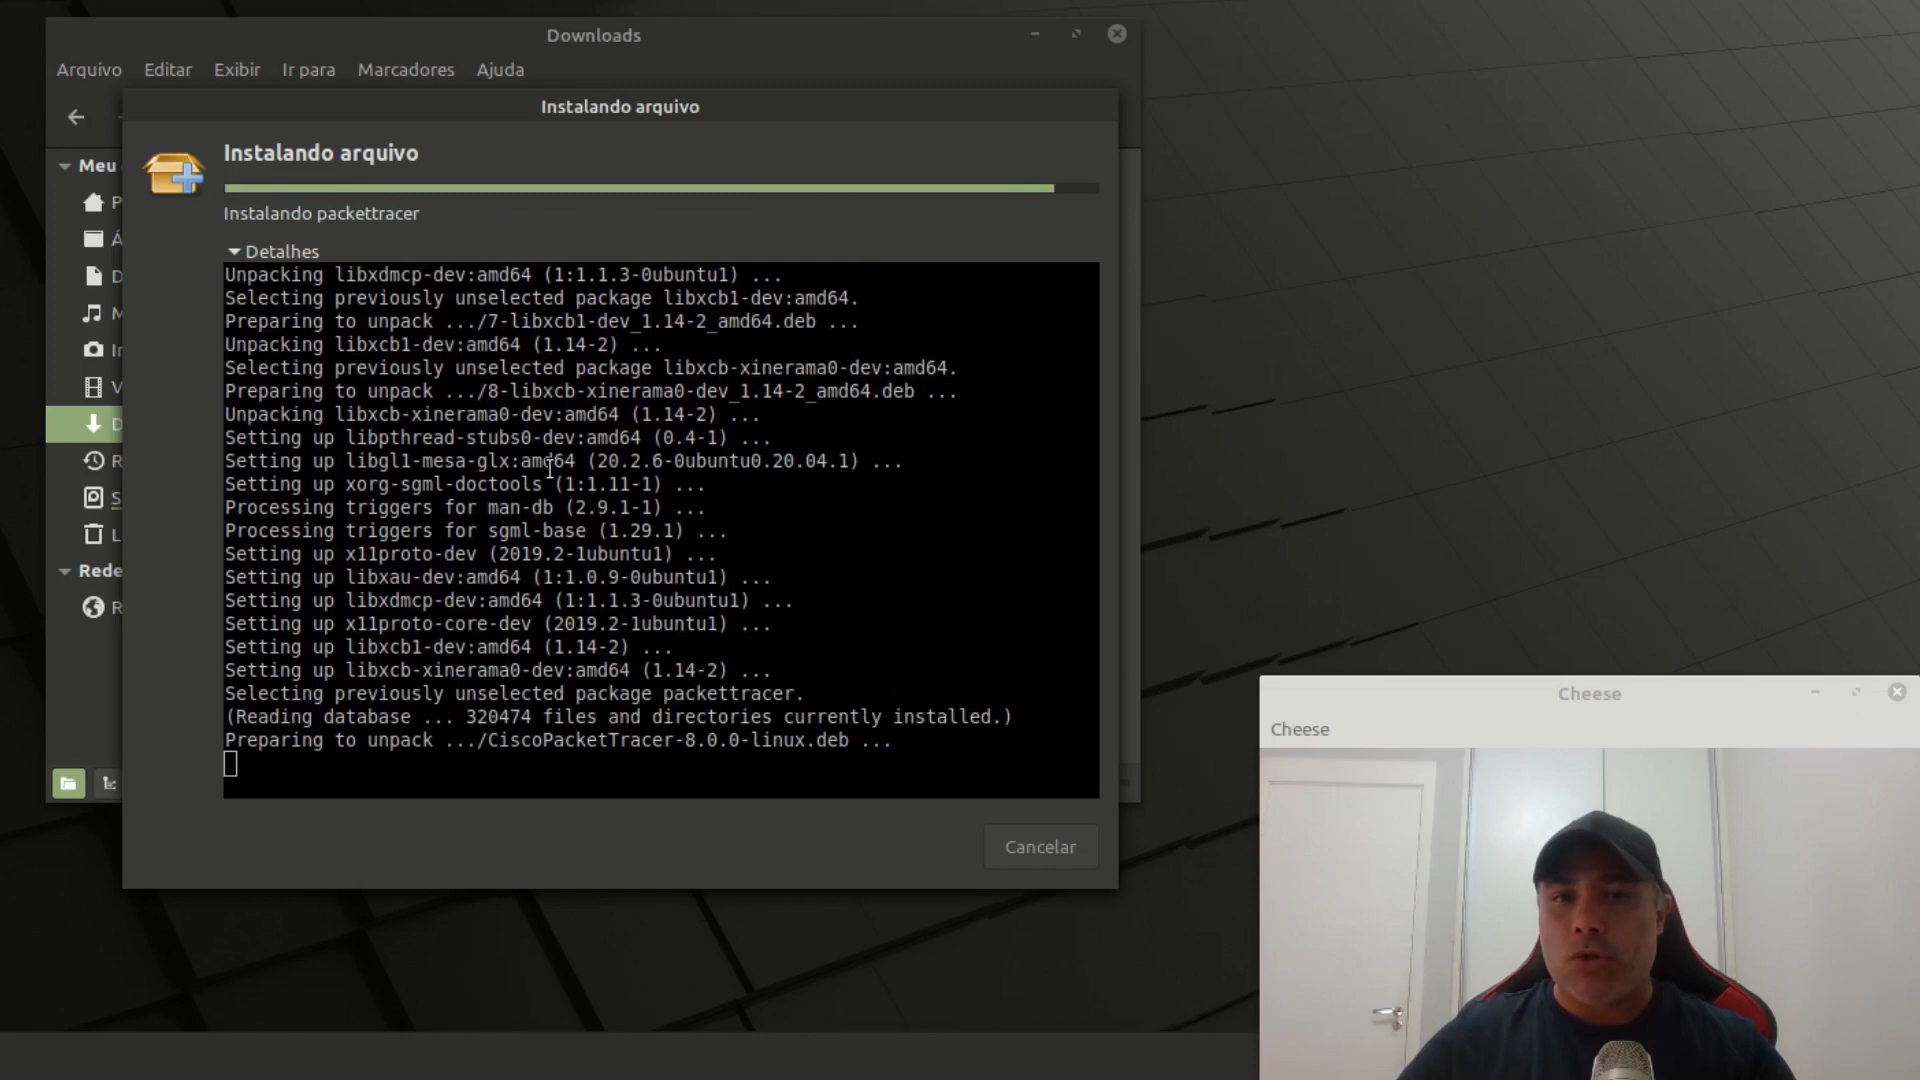 Downloads
Arquivo Editar Exibir Ir para Marcadores Ajuda
Instalando arquivo
Instalando arquivo
Instalando packettracer
Detalhes
Meu
Rede
Unpacking libxdmcp-dev:amd64 (1:1.1.3-0ubuntu1) ...
Selecting previously unselected package libxcb1-dev:amd64.
Preparing to unpack .../7-libxcb1-dev_1.14-2_amd64.deb ...
Unpacking libxcb1-dev:amd64 (1.14-2) ...
Selecting previously unselected package libxcb-xinerama0-dev:amd64.
Preparing to unpack .../8-libxcb-xinerama0-dev_1.14-2_amd64.deb ...
Unpacking libxcb-xinerama0-dev:amd64 (1.14-2) ...
Setting up libpthread-stubs0-dev:amd64 (0.4-1) ...
Setting up libgl1-mesa-glx:amd64 (20.2.6-0ubuntu0.20.04.1) ...
Setting up xorg-sgml-doctools (1:1.11-1) ...
Processing triggers for man-db (2.9.1-1) ...
Processing triggers for sgml-base (1.29.1) ...
Setting up x11proto-dev (2019.2-1ubuntu1) ...
Setting up libxau-dev:amd64 (1:1.0.9-0ubuntu1) ...
Setting up libxdmcp-dev:amd64 (1:1.1.3-0ubuntu1) ...
Setting up x11proto-core-dev (2019.2-1ubuntu1) ...
Setting up libxcb1-dev:amd64 (1.14-2) ...
Setting up libxcb-xinerama0-dev:amd64 (1.14-2) ...
Selecting previously unselected package packettracer.
(Reading database ... 320474 files and directories currently installed.)
Preparing to unpack .../CiscoPacketTracer-8.0.0-linux.deb ...
Cancelar
Cheese
Cheese